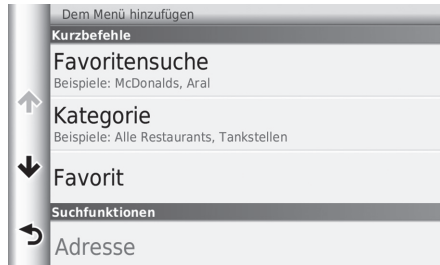 Dem Menü hinzufügen
Kurzbefehle
Favoritensuche
Beispiele: McDonalds, Aral
Kategorie
Beispiele: Alle Restaurants, Tankstellen
Favorit
Suchfunktionen
Adresse